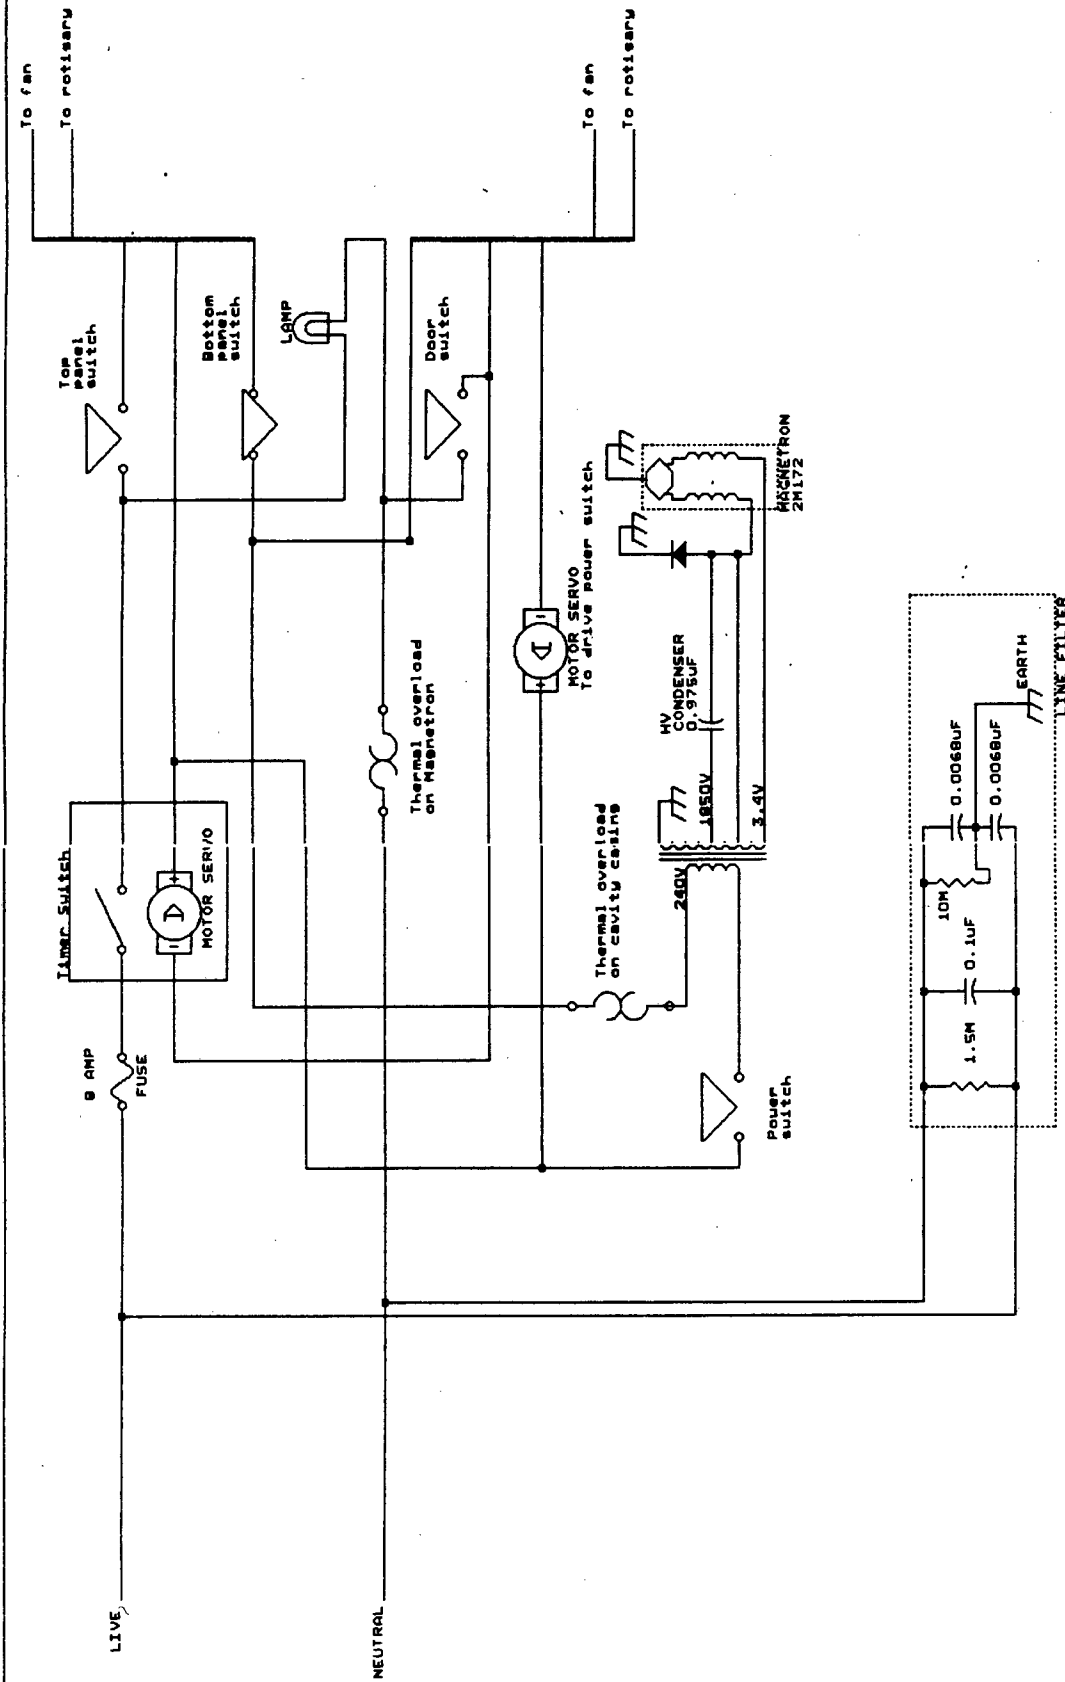 To fan
To rotisary
Top
panel
switch
Bottom
panel
switch
LAMP
Door
switch
To fan
To rotisary
Timer Switch
MOTOR SERVO
8 AMP
FUSE
Thermal overload
on Magnetron
MOTOR SERVO
To drive power switch
MAGNETRON
2M172
HV
CONDENSER
0.975uF
1850V
3.4V
240V
Thermal overload
on cavity casing
Power
switch
LIVE
NEUTRAL
EARTH
LINE FILTER
0.0068uF
0.0068uF
10M
0.1uF
1.5M